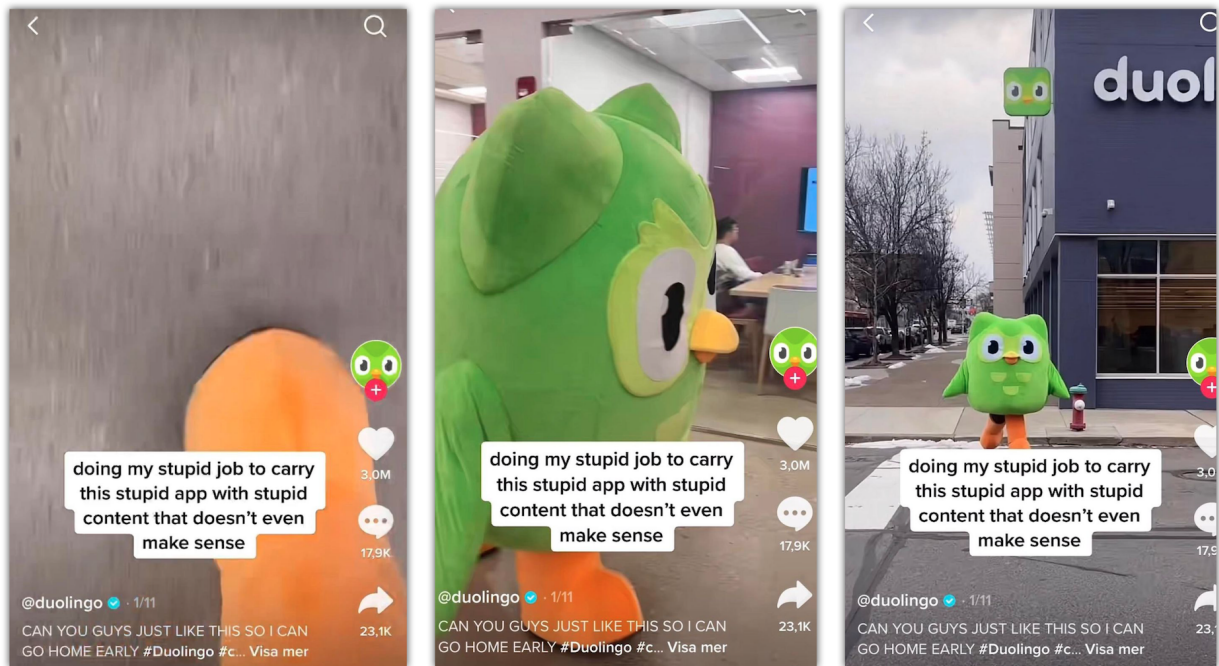 doing my stupid job to carry
this stupid app with stupid
content that doesn't even
make sense
3,0M
17,9K
@duolingo · 1/11
23,1K
CAN YOU GUYS JUST LIKE THIS SO I CAN
GO HOME EARLY #Duolingo #c... Visa mer
doing my stupid job to carry
this stupid app with stupid
content that doesn't even
make sense
3,0M
17,9K
@duolingo · 1/11
23,1K
CAN YOU GUYS JUST LIKE THIS SO I CAN
GO HOME EARLY #Duolingo #c... Visa mer
duol
doing my stupid job to carry
this stupid app with stupid
content that doesn't even
make sense
3,0
17,9
@duolingo · 1/11
23,1
CAN YOU GUYS JUST LIKE THIS SO I CAN
GO HOME EARLY #Duolingo #c... Visa mer